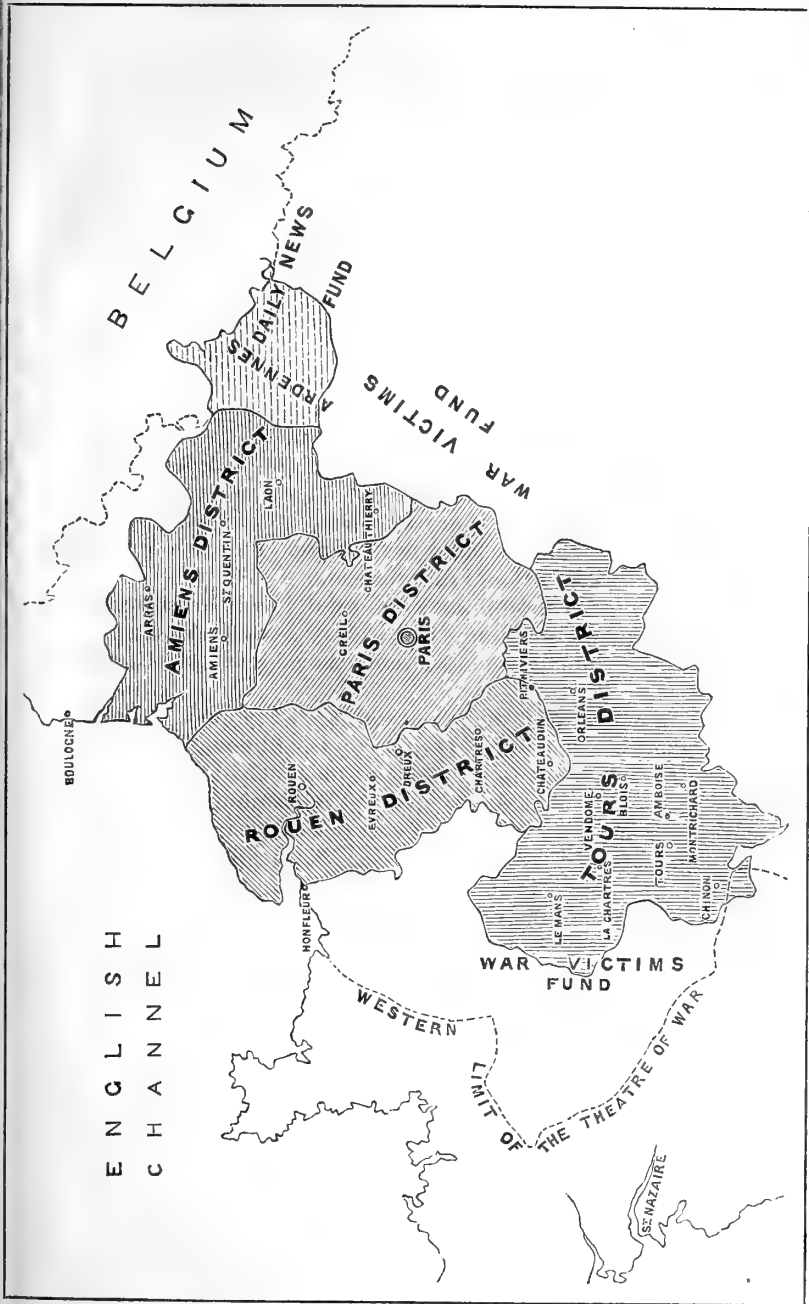 ENGLISH
CHANNEL
BELGIUM
BOULOGNE
ARRAS
AMIENS DISTRICT
AMIENS
ST QUENTIN
LAON
ARDENNES DAILY NEWS
FUND
WAR VICTIMS
FUND
HONFLEUR
ROUEN
ROUEN DISTRICT
EVREUX
DREUX
CHARTRES
CHATEAUDUN
CREIL
CHATEAU THIERRY
PARIS DISTRICT
PARIS
PITHIVIERS
ORLEANS
TOURS DISTRICT
LE MANS
LA CHARTRES
VENDOME
BLOIS
TOURS
AMBOISE
MONTRICHARD
CHINON
WAR VICTIMS
FUND
WESTERN LIMIT OF THE THEATRE OF WAR
ST NAZAIRE